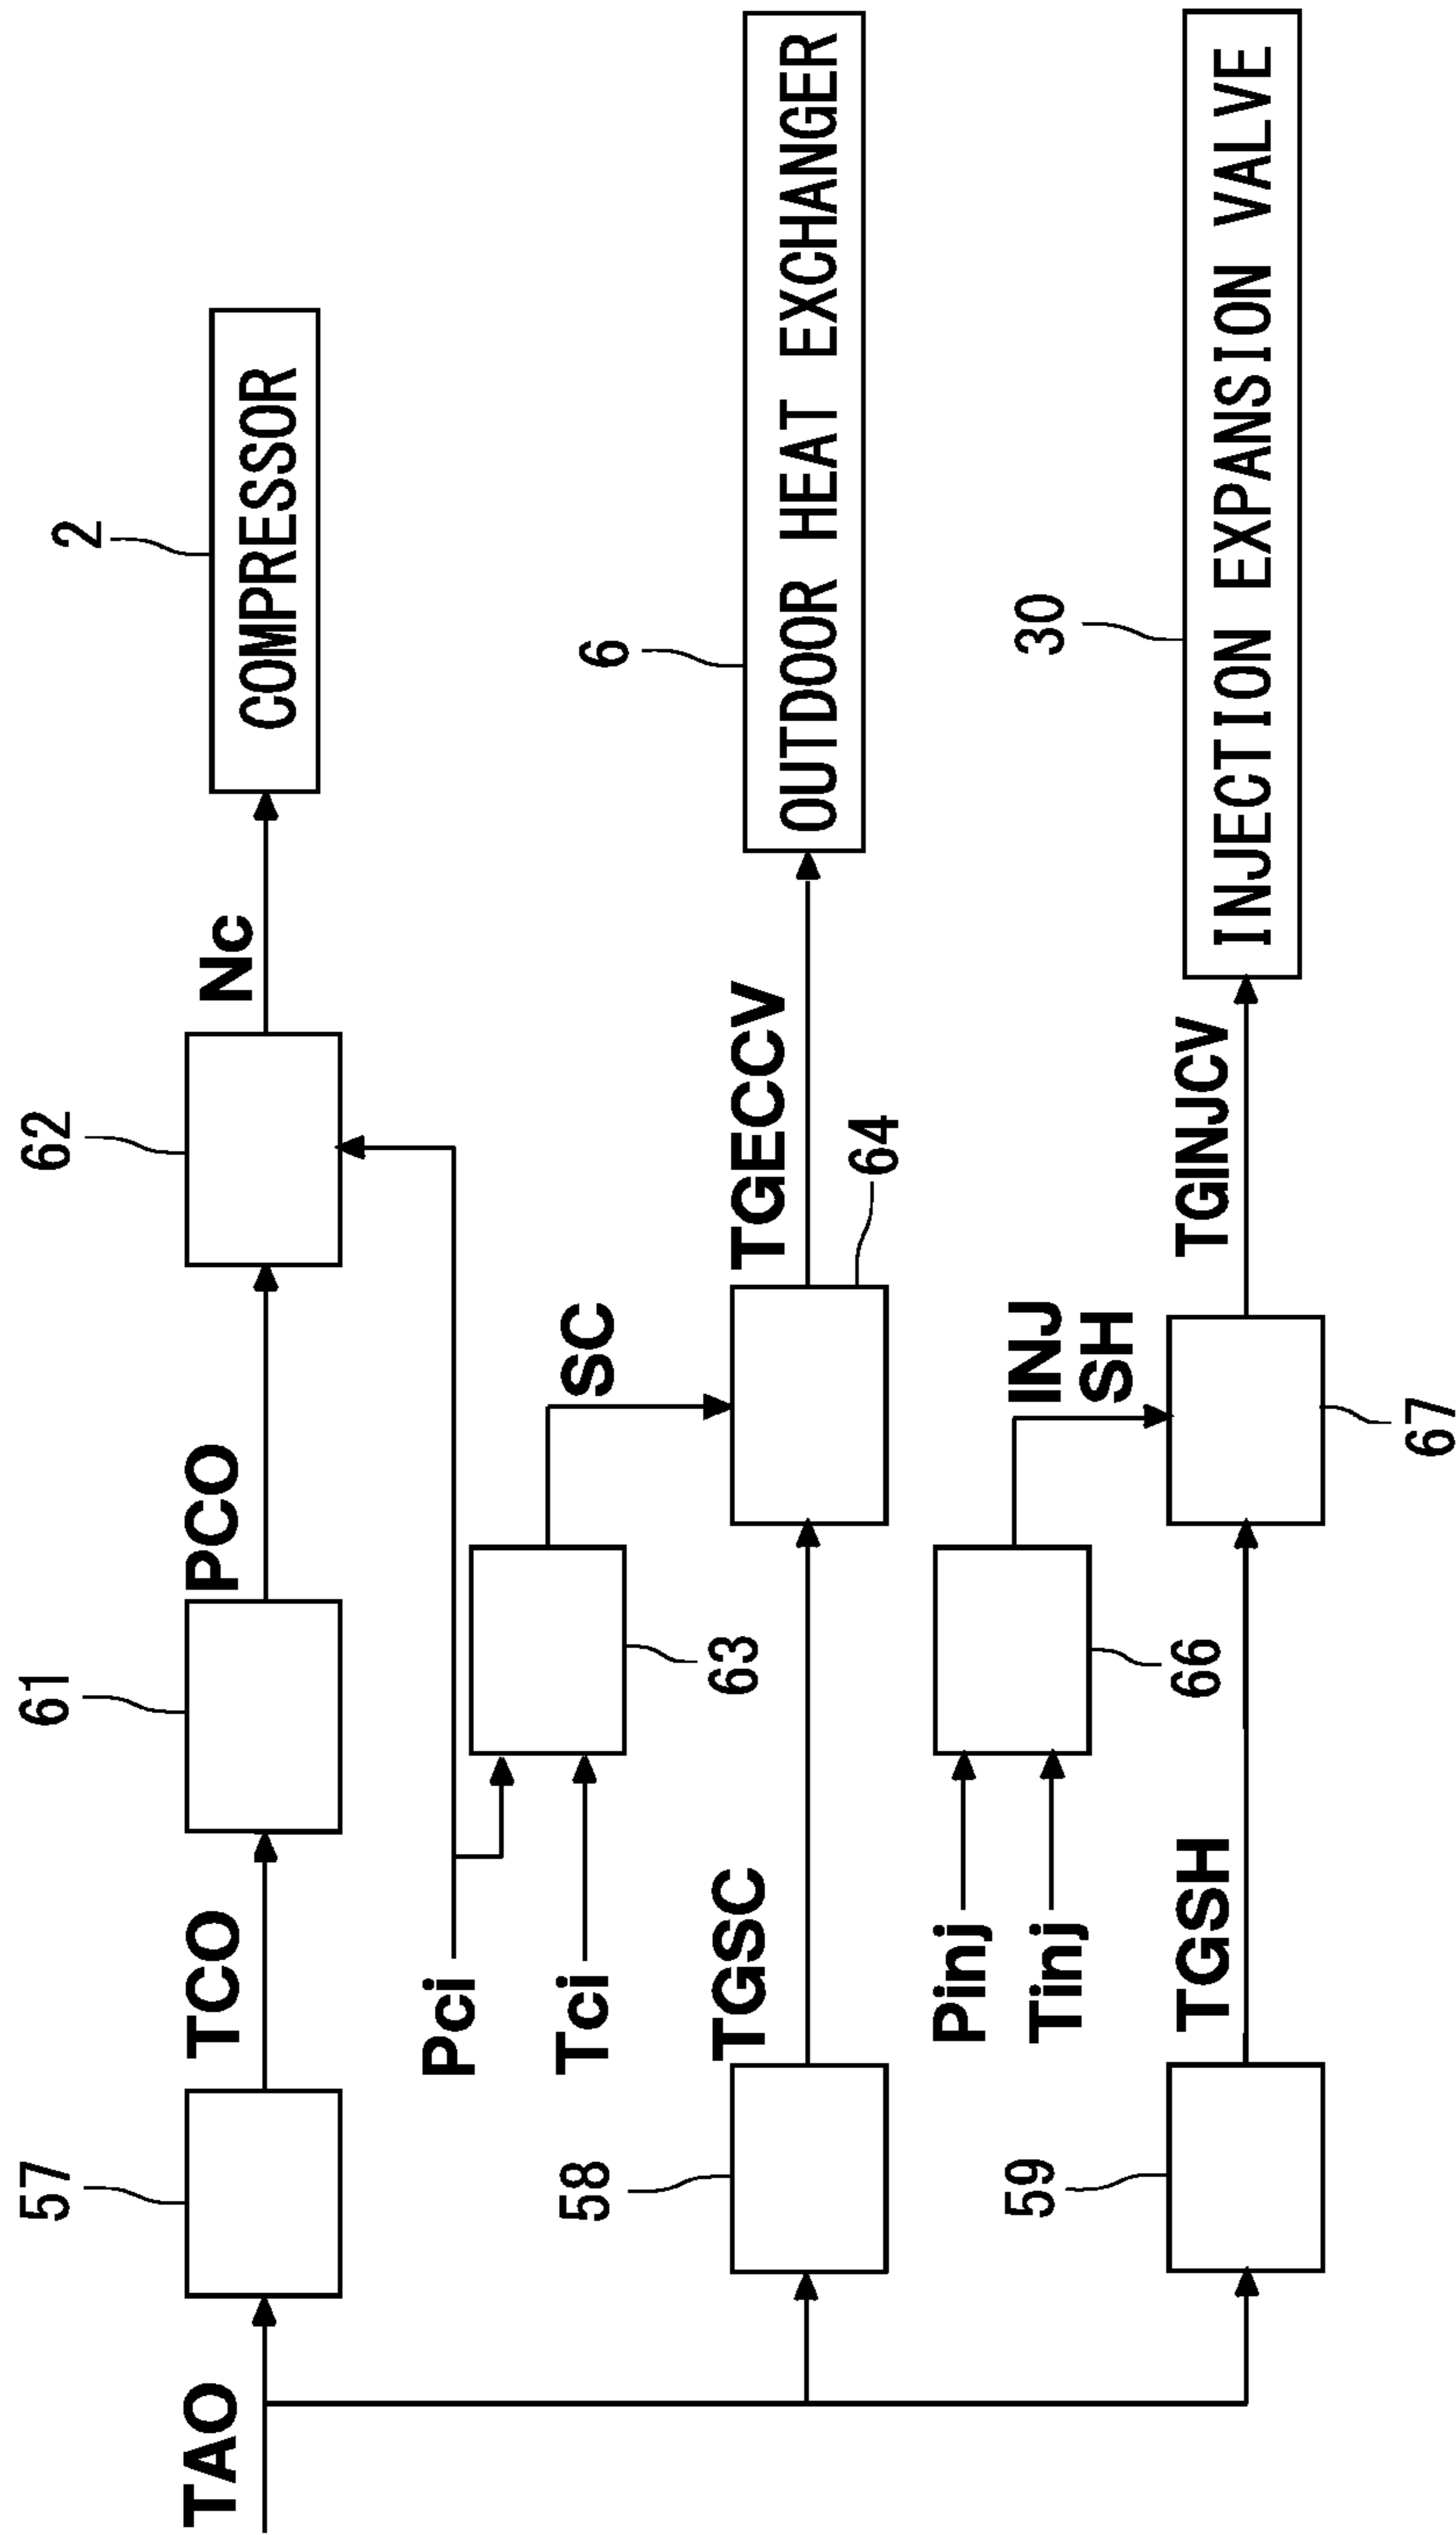 TAO
57
TCO
61
PCO
62
Nc
2
COMPRESSOR
Pci
Tci
63
SC
58
TGSC
64
TGECCV
6
OUTDOOR HEAT EXCHANGER
Pinj
Tinj
66
INJ
SH
59
TGSH
67
TGINJCV
30
INJECTION EXPANSION VALVE